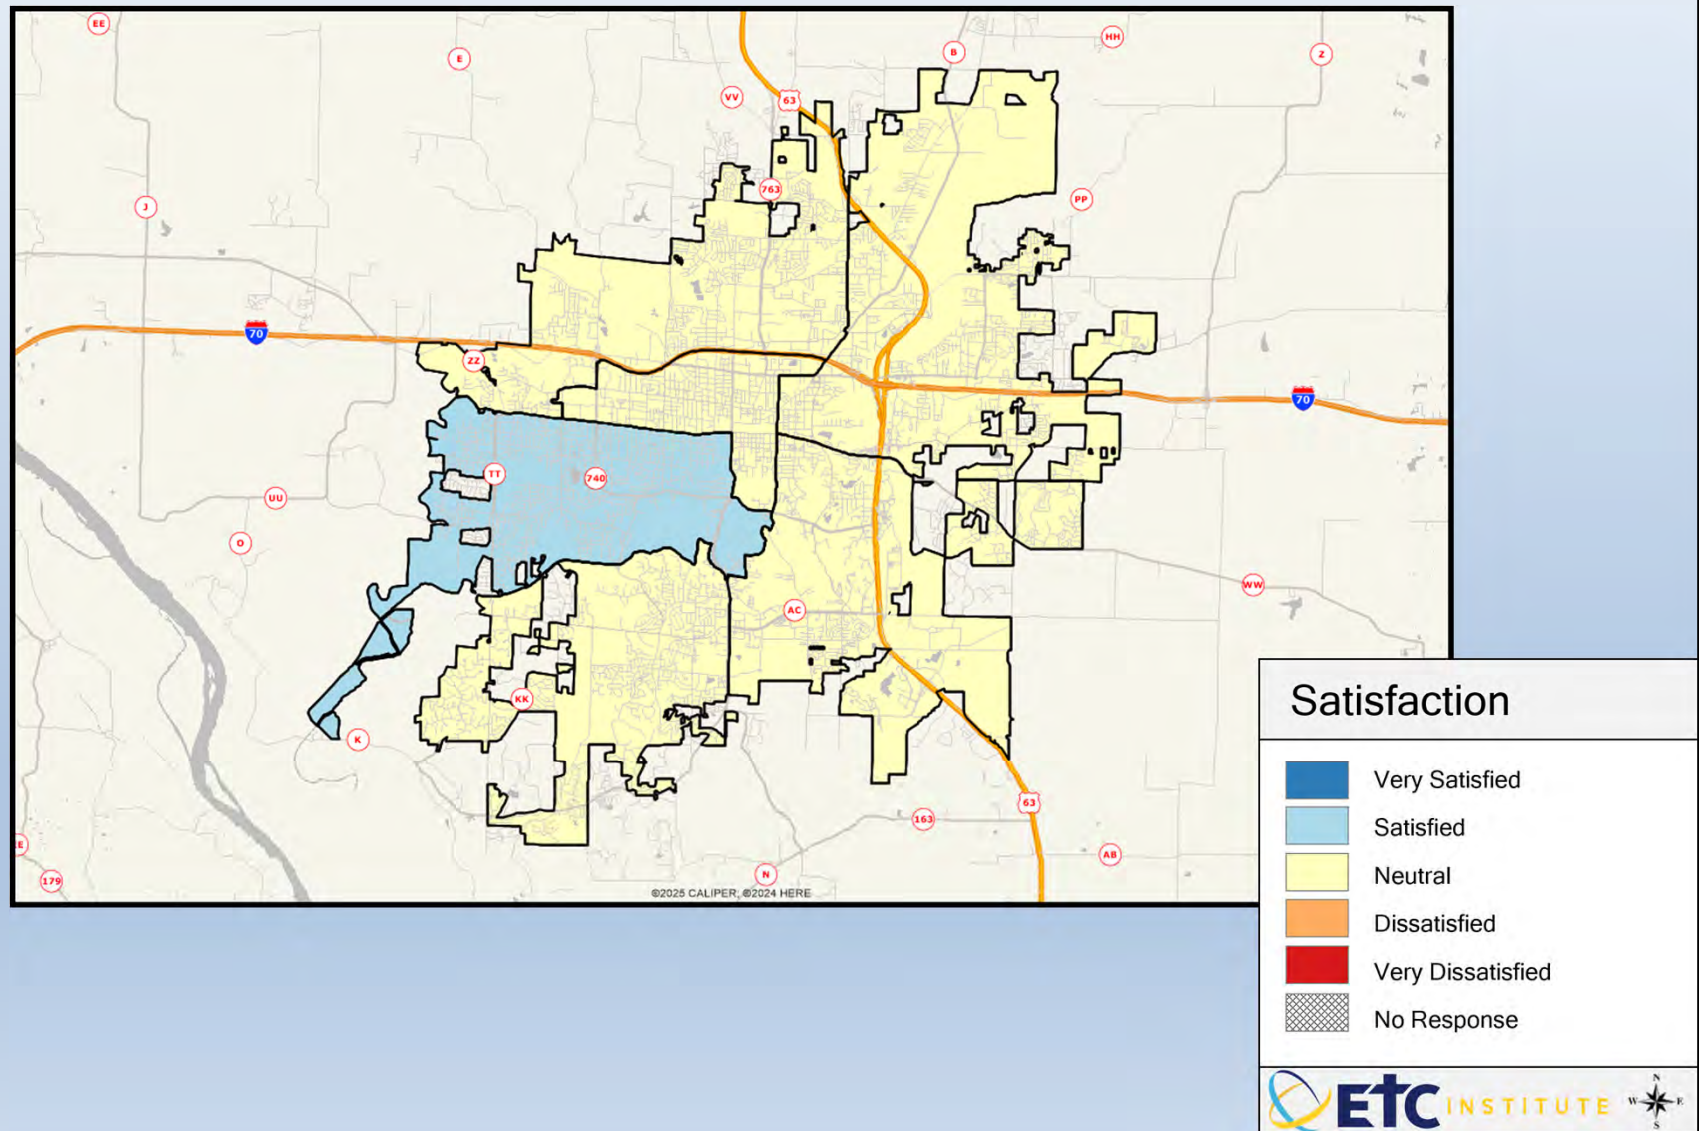 EE
E
B
HH
Z
VV
63
763
PP
J
70
ZZ
70
TT
740
UU
O
WW
AC
KK
K
63
163
AB
N
179
©2025 CALIPER; ©2024 HERE
Satisfaction
Very Satisfied
Satisfied
Neutral
Dissatisfied
Very Dissatisfied
No Response
ETC INSTITUTE
N
W E
S